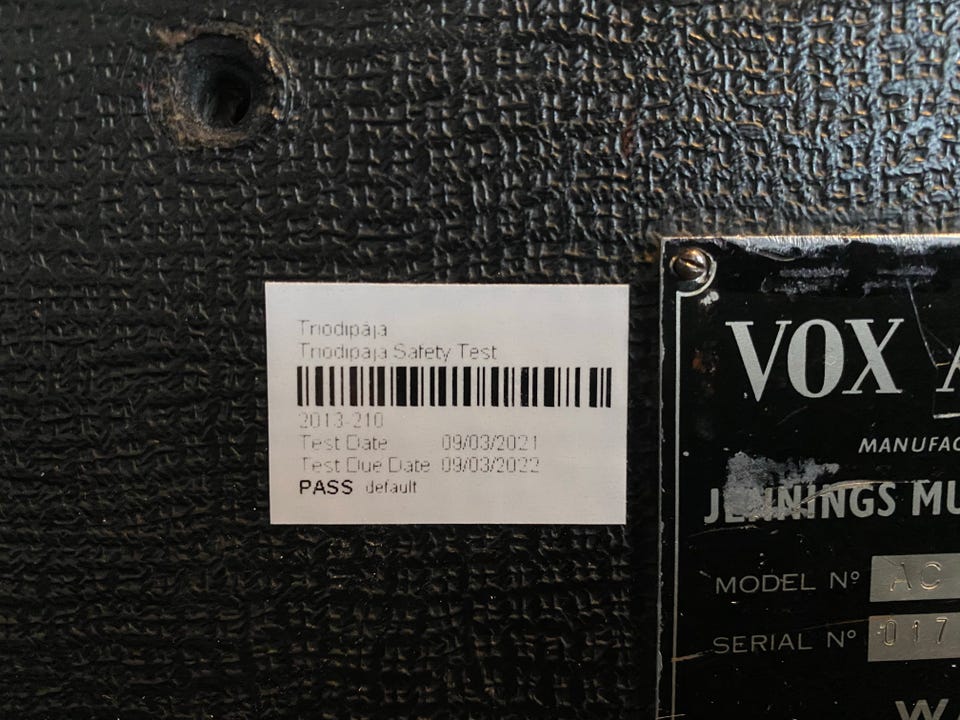 Triodipaja
Triodipaja Safety Test
2013-210
Test Date 09/03/2021
Test Due Date 09/03/2022
PASS default
VOX
MANUFAC
JENNINGS MU
MODEL Nº AC
SERIAL Nº 017
W